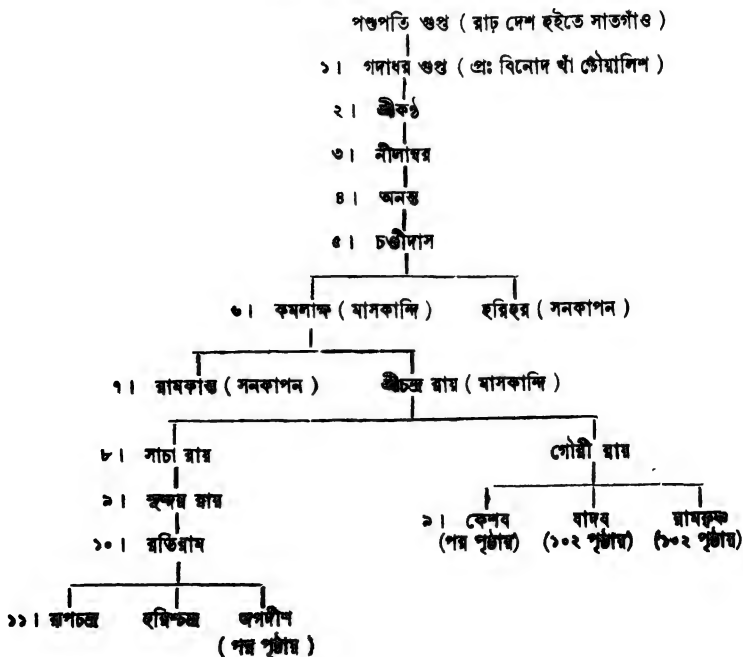 পশুপতি গুপ্ত ( রাঢ় দেশ হইতে সাতগাঁও
১। গদাধর গুপ্ত ( প্রঃ বিনোদ খাঁ চৌয়ালিশ )
২। শ্রীকণ্ঠ
৩। নীলাম্বর
৪। অনন্ত
৫। চণ্ডীদাস
৬। কমলাক্ষ ( মাসকান্দি ) হরিহর ( সনকাপন )
৭। রামকান্ত ( সনকাপন ) শ্রীচন্দ্র রায় ( মাসকান্দি )
৮। সাচা রায় গৌরী রায়
৯। সুন্দর রায়
৯। কেশব যাদব রামকৃষ্ণ
(পর পৃষ্ঠায়) (১০২ পৃষ্ঠায়) (১০২ পৃষ্ঠায়)
১০। রতিরাম
১১। রূপচন্দ্র হরিশ্চন্দ্র জগদীশ
( পর পৃষ্ঠায় )